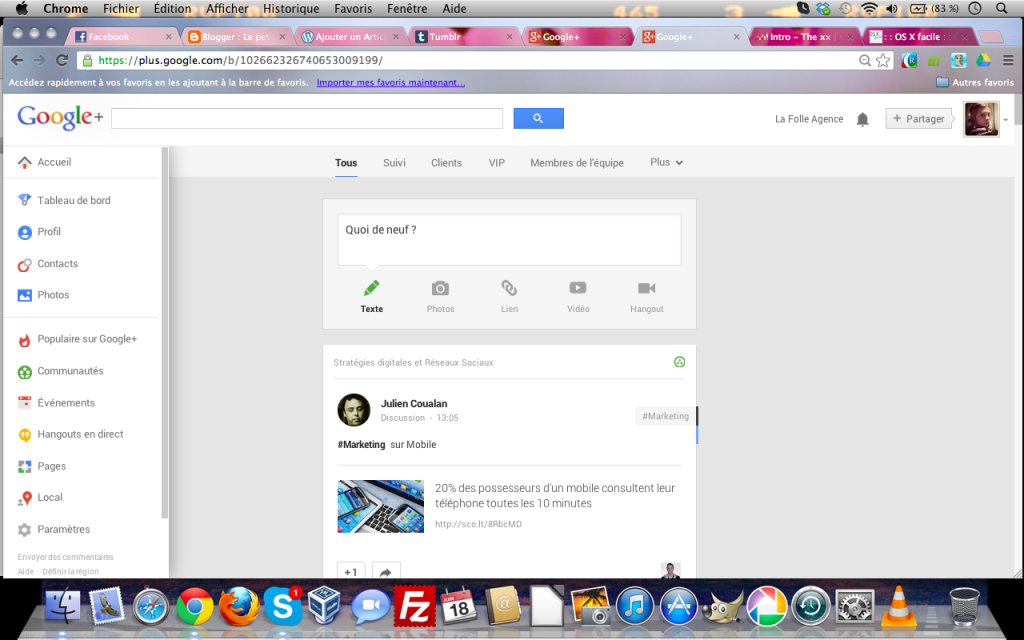 Chrome Fichier Édition Afficher Historique Favoris Fenêtre Aide (83 %)
Facebook Blogger : Le pet Ajouter un Artic Tumblr Google+ Google+ Intro – The xx : : OS X facile : :
https://plus.google.com/b/102662326740653009199/
Accédez rapidement à vos favoris en les ajoutant à la barre de favoris. Importer mes favoris maintenant... Autres favoris
Google+ La Folle Agence + Partager
Accueil
Tous Suivi Clients VIP Membres de l'équipe Plus
Tableau de bord
Profil
Contacts
Photos
Populaire sur Google+
Communautés
Événements
Hangouts en direct
Pages
Local
Paramètres
Envoyer des commentaires
Aide - Définir la région
Quoi de neuf ?
Texte Photos Lien Vidéo Hangout
Stratégies digitales et Réseaux Sociaux
Julien Coualan
Discussion - 13:05
#Marketing
#Marketing sur Mobile
20% des possesseurs d'un mobile consultent leur
téléphone toutes les 10 minutes
http://sco.lt/8RbcMD
+1
1
18